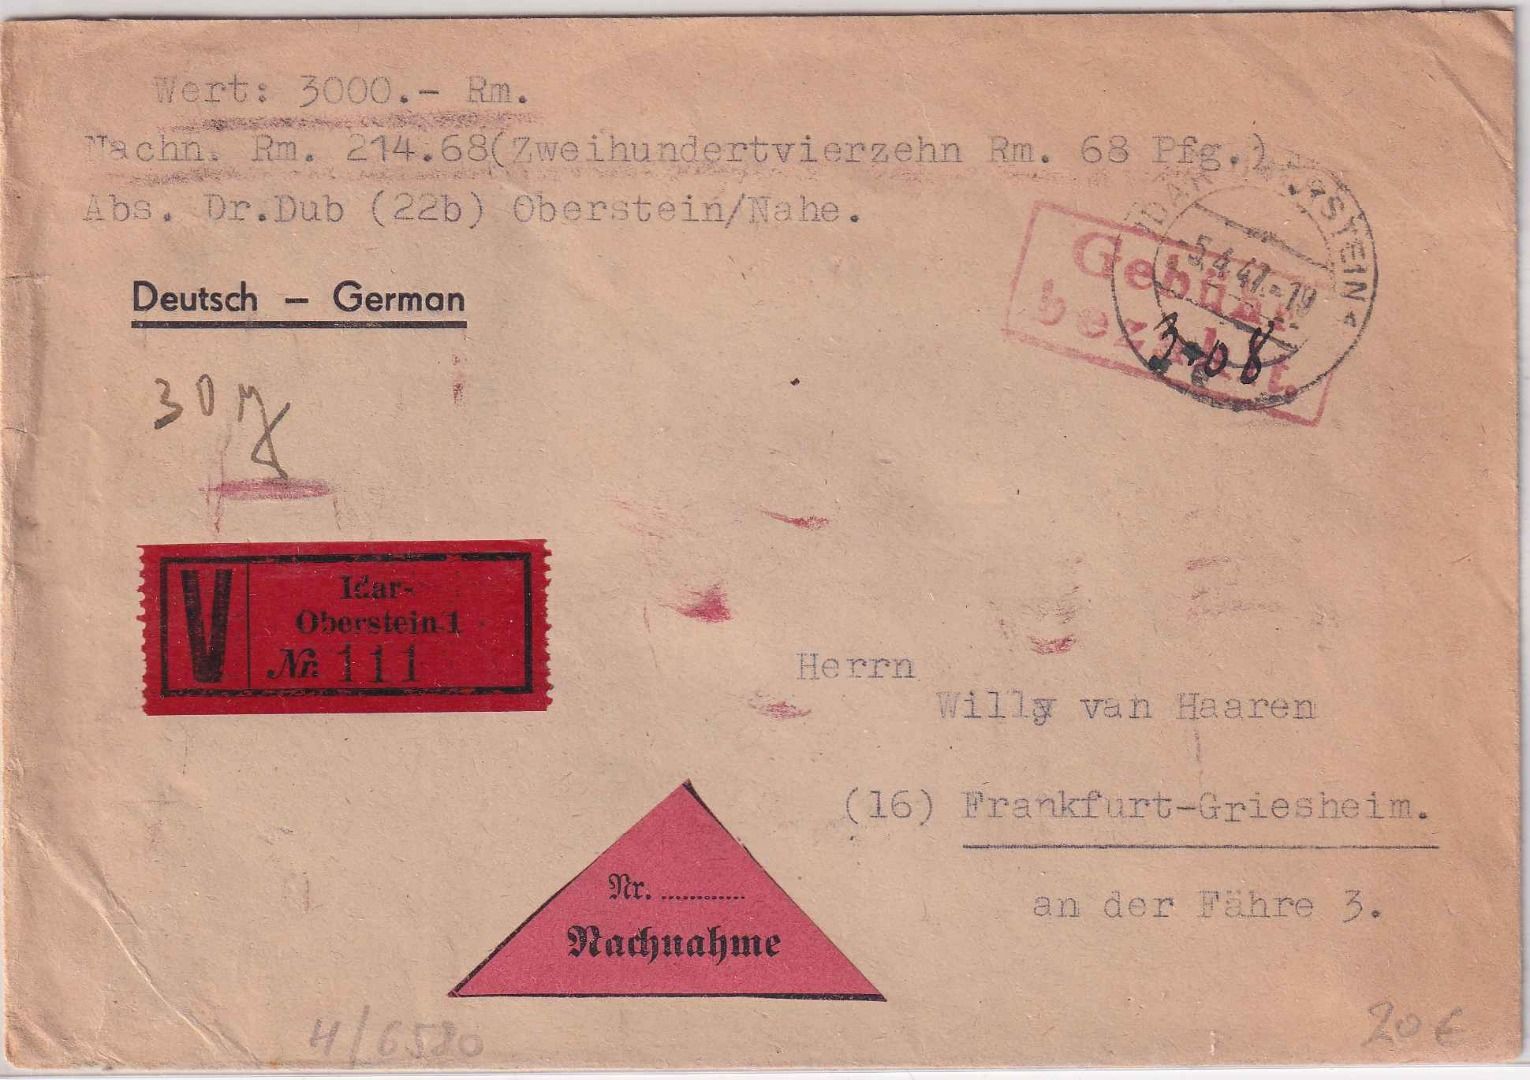 Wert: 3000.- Rm.
Nachn. Rm. 214.68(Zweihundertvierzehn Rm. 68 Pfg.)
Abs. Dr.Dub (22b) Oberstein/Nahe.
Deutsch – German
Gebühr
bezahlt.
IDAR-OBERSTEIN
-5.4.47.-19
3.08
30
V
Idar-
Oberstein 1
Nr. 111
Herrn
Willy van Haaren
(16) Frankfurt-Griesheim.
an der Fähre 3.
Nr. ............
Nachnahme
4/6580
20€